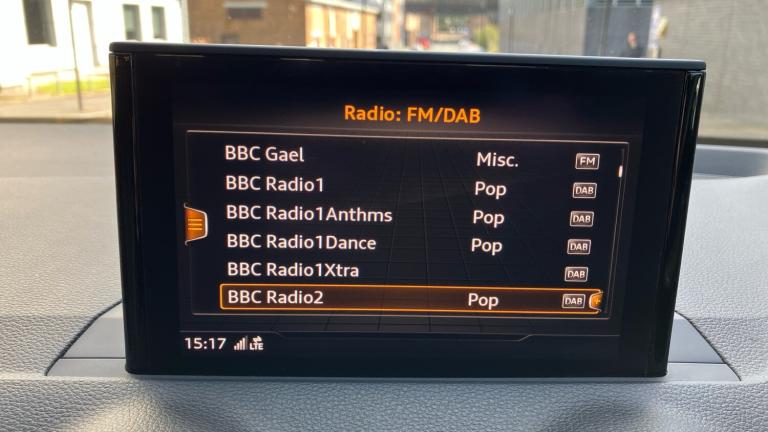 Radio: FM/DAB
BBC Gael Misc. FM
BBC Radio1 Pop DAB
BBC Radio1Anthms Pop DAB
BBC Radio1Dance Pop DAB
BBC Radio1Xtra DAB
BBC Radio2 Pop DAB
15:17 LTE